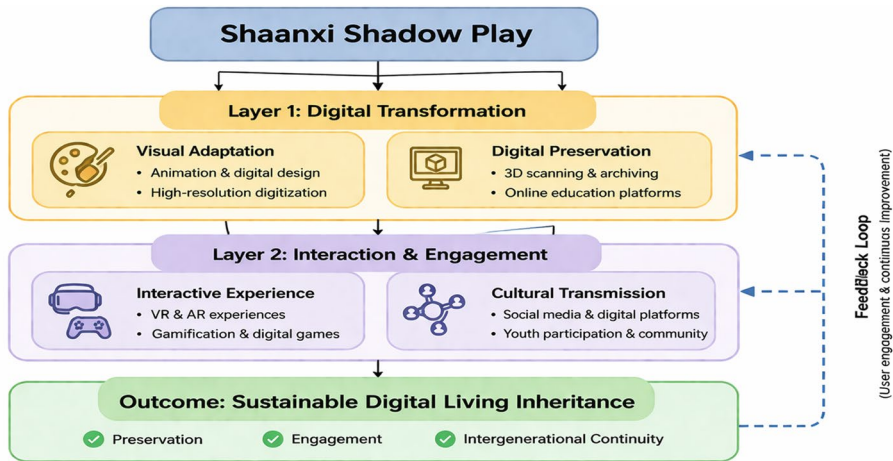 Shaanxi Shadow Play
Layer 1: Digital Transformation
Visual Adaptation
• Animation & digital design
• High-resolution digitization
Digital Preservation
• 3D scanning & archiving
• Online education platforms
Layer 2: Interaction & Engagement
Interactive Experience
• VR & AR experiences
• Gamification & digital games
Cultural Transmission
• Social media & digital platforms
• Youth participation & community
Outcome: Sustainable Digital Living Inheritance
Preservation
Engagement
Intergenerational Continuity
FeedBlack Loop
(User engagement & continuas Improvement)